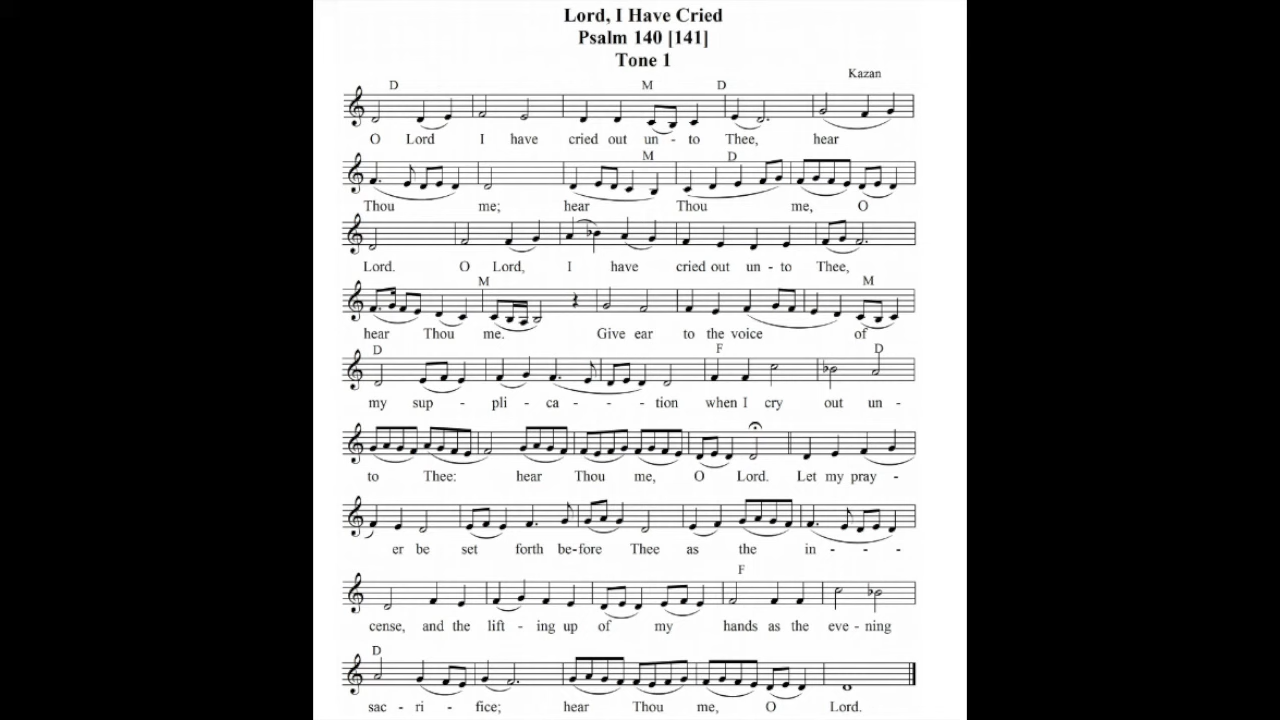 Lord, I Have Cried
Psalm 140 [141]
Tone 1
Kazan
D M D
O Lord I have cried out un - to Thee, hear
M D
Thou me; hear Thou me, O
Lord. O Lord, I have cried out un - to Thee,
M M
hear Thou me. Give ear to the voice of
D F D
my sup - pli - ca - - - tion when I cry out un -
to Thee: hear Thou me, O Lord. Let my pray -
er be set forth be-fore Thee as the in - - -
F
cense, and the lift - ing up of my hands as the eve - ning
D
sac - ri - fice; hear Thou me, O Lord.